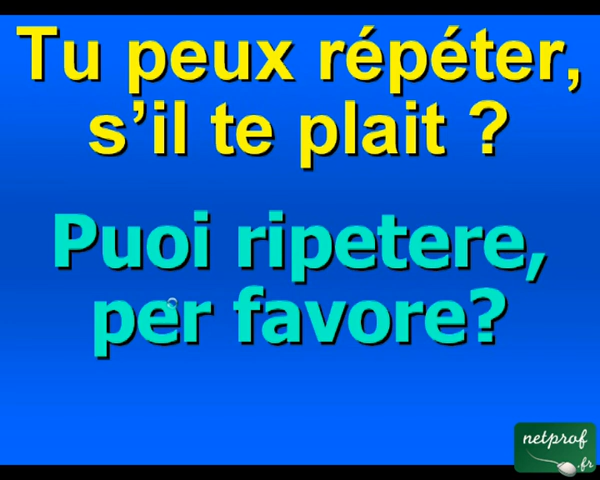 Tu peux répéter,
s’il te plait ?
Puoi ripetere,
per favore?
netprof
.fr